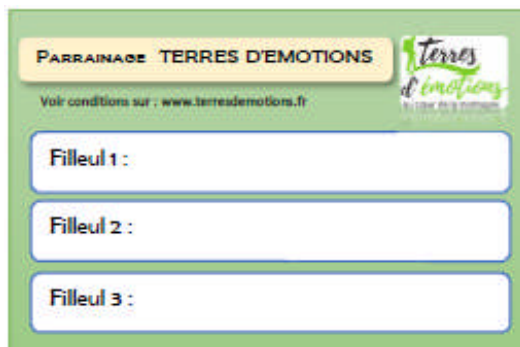 PARRAINAGE TERRES D'EMOTIONS
Terres
d'émotions
Voir conditions sur : www.terresdemotions.fr
Filleul 1 :
Filleul 2 :
Filleul 3 :